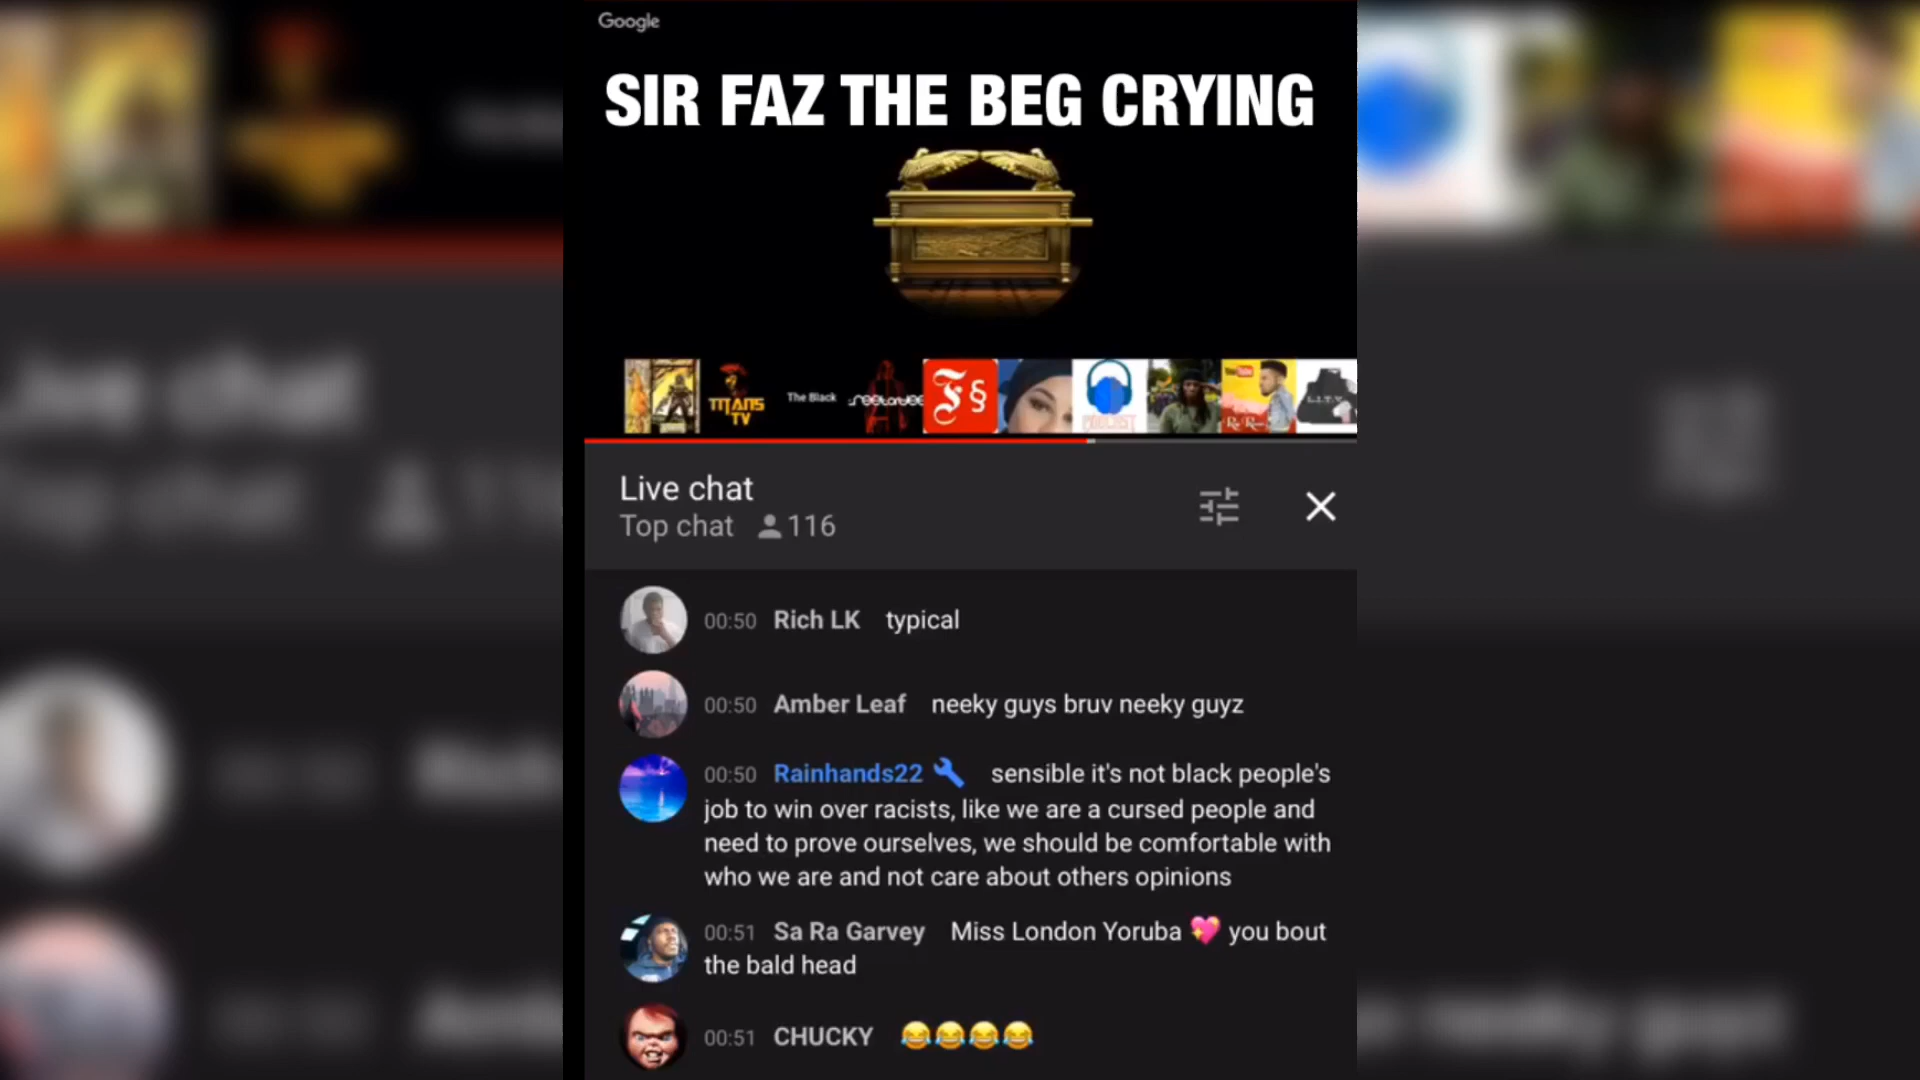 Google
SIR FAZ THE BEG CRYING
TITANS
TV
The Black
F §
PODCAST
YouTube
L.I.T.Y
Live chat
Top chat 116
00:50 Rich LK typical
00:50 Amber Leaf neeky guys bruv neeky guyz
00:50 Rainhands22 sensible it's not black people's
job to win over racists, like we are a cursed people and
need to prove ourselves, we should be comfortable with
who we are and not care about others opinions
00:51 Sa Ra Garvey Miss London Yoruba 💖 you bout
the bald head
00:51 CHUCKY 😂😂😂😂